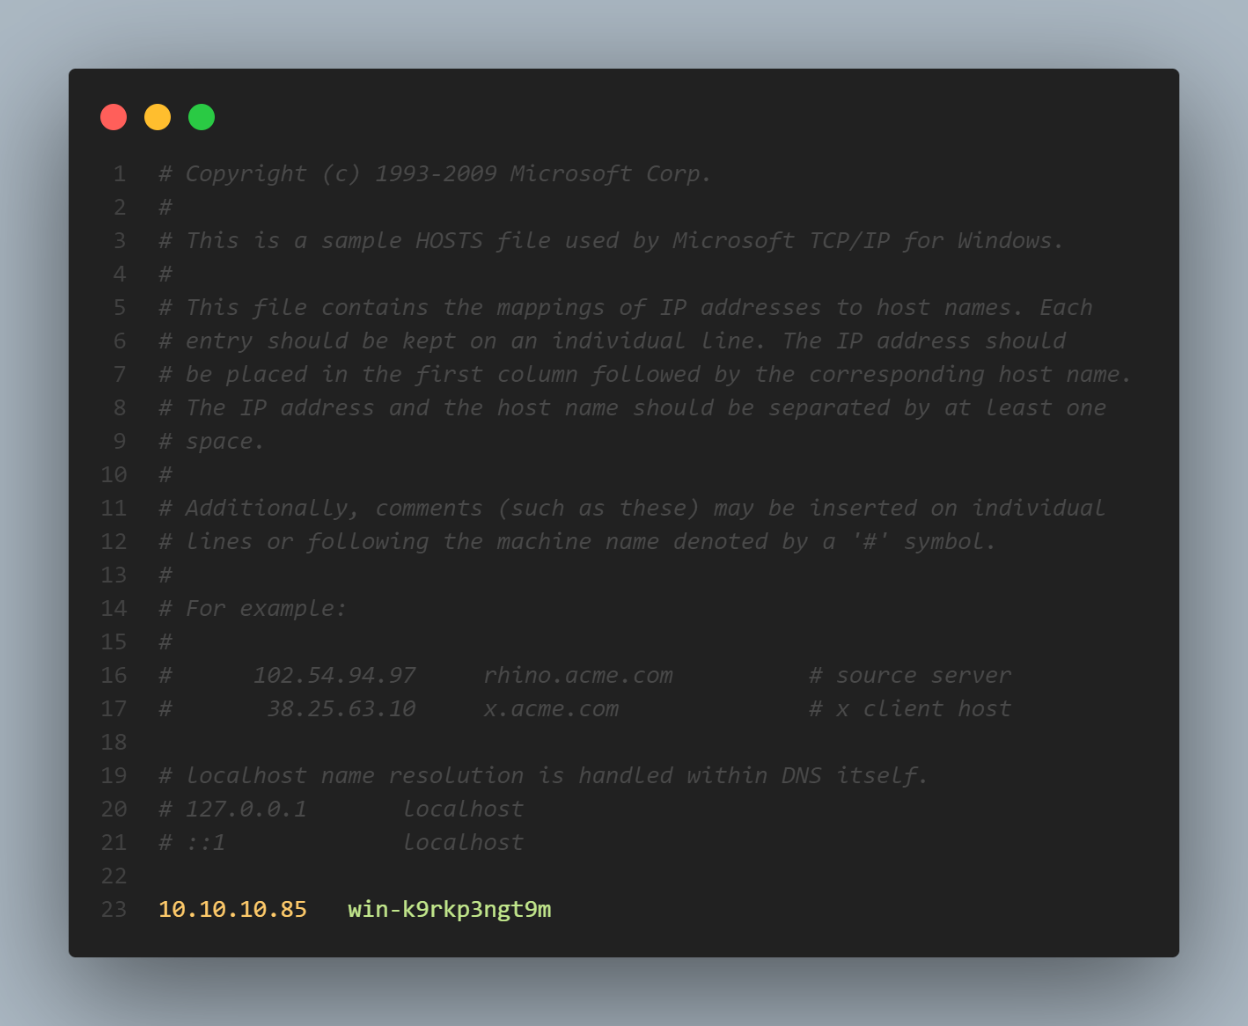 1 # Copyright (c) 1993-2009 Microsoft Corp.
2 #
3 # This is a sample HOSTS file used by Microsoft TCP/IP for Windows.
4 #
5 # This file contains the mappings of IP addresses to host names. Each
6 # entry should be kept on an individual line. The IP address should
7 # be placed in the first column followed by the corresponding host name.
8 # The IP address and the host name should be separated by at least one
9 # space.
10 #
11 # Additionally, comments (such as these) may be inserted on individual
12 # lines or following the machine name denoted by a '#' symbol.
13 #
14 # For example:
15 #
16 #      102.54.94.97     rhino.acme.com          # source server
17 #       38.25.63.10     x.acme.com              # x client host
18
19 # localhost name resolution is handled within DNS itself.
20 # 127.0.0.1       localhost
21 # ::1             localhost
22
23 10.10.10.85   win-k9rkp3ngt9m